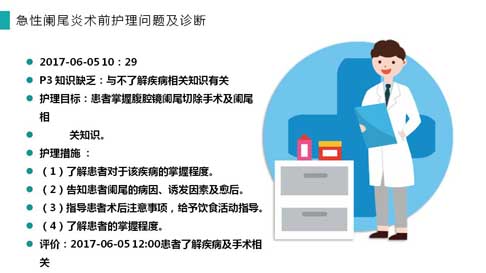 急性阑尾炎术前护理问题及诊断
2017-06-05 10：29
P3 知识缺乏：与不了解疾病相关知识有关
护理目标：患者掌握腹腔镜阑尾切除手术及阑尾
相
关知识。
护理措施 ：
（1）了解患者对于该疾病的掌握程度。
（2）告知患者阑尾的病因、诱发因素及愈后。
（3）指导患者术后注意事项，给予饮食活动指导。
（4）了解患者的掌握程度。
评价：2017-06-05 12:00患者了解疾病及手术相
关